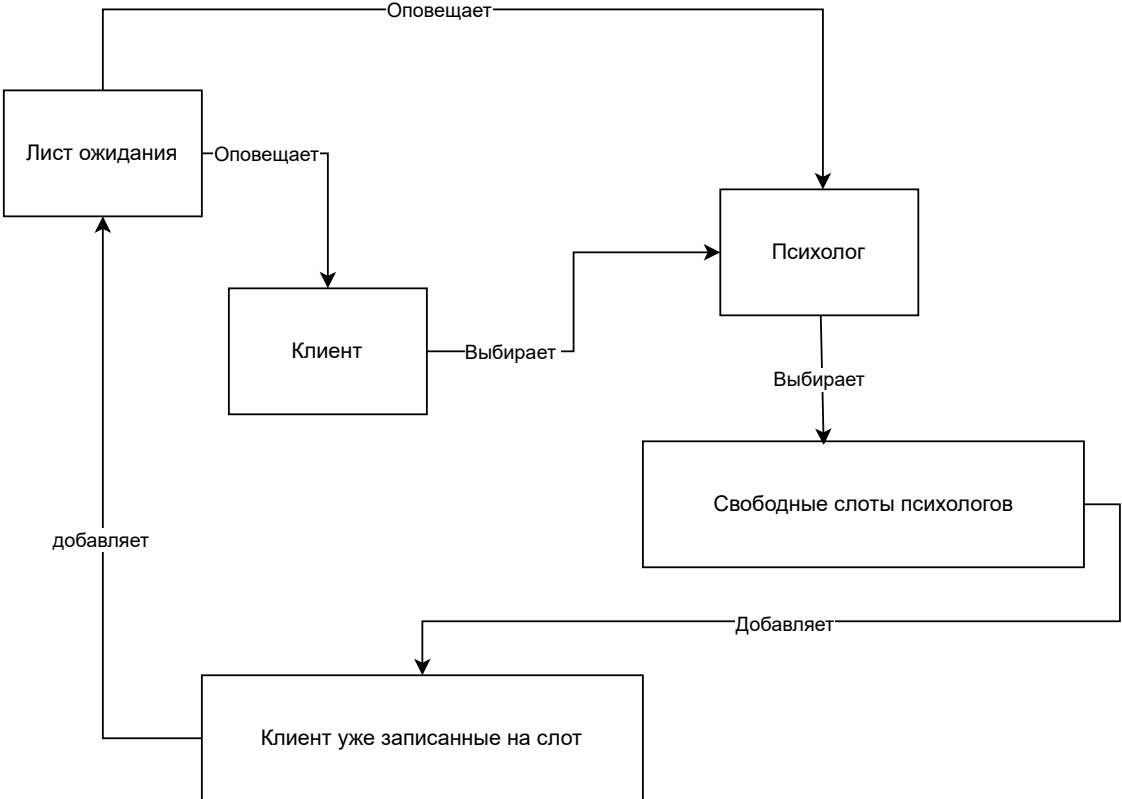 Оповещает
Лист ожидания
Оповещает
Психолог
Клиент
Выбирает
Выбирает
Свободные слоты психологов
добавляет
Добавляет
Клиент уже записанные на слот